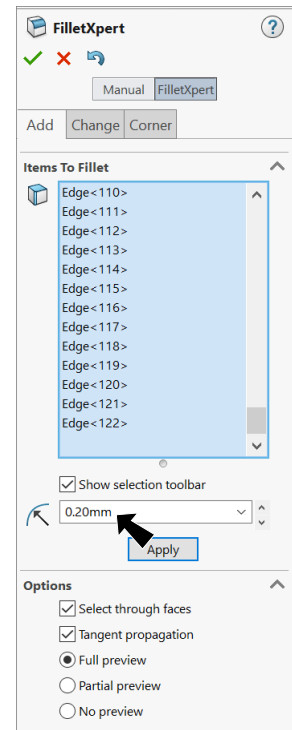 FilletXpert ?
Manual FilletXpert
Add Change Corner
Items To Fillet
Edge<110>
Edge<111>
Edge<112>
Edge<113>
Edge<114>
Edge<115>
Edge<116>
Edge<117>
Edge<118>
Edge<119>
Edge<120>
Edge<121>
Edge<122>
Show selection toolbar
0.20mm
Apply
Options
Select through faces
Tangent propagation
Full preview
Partial preview
No preview